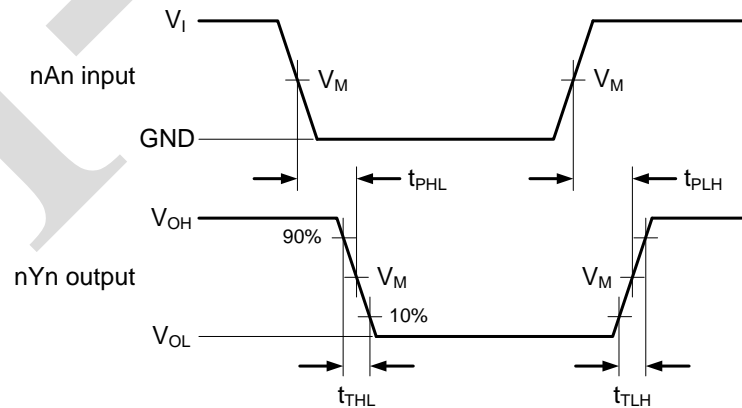 V_I
nAn input
V_M
V_M
GND
t_PHL
t_PLH
V_OH
90%
nYn output
V_M
V_M
10%
V_OL
t_THL
t_TLH